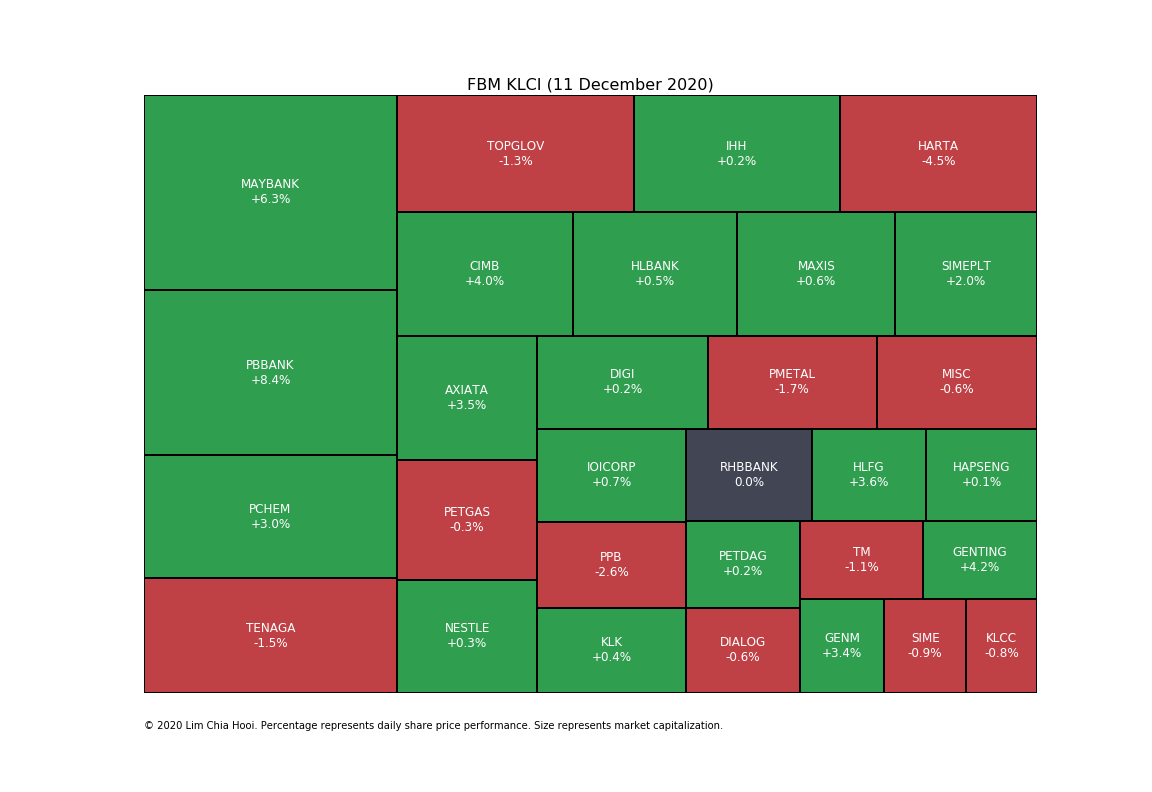 FBM KLCI (11 December 2020)
MAYBANK
+6.3%
PBBANK
+8.4%
PCHEM
+3.0%
TENAGA
-1.5%
TOPGLOV
-1.3%
IHH
+0.2%
HARTA
-4.5%
CIMB
+4.0%
HLBANK
+0.5%
MAXIS
+0.6%
SIMEPLT
+2.0%
AXIATA
+3.5%
PETGAS
-0.3%
NESTLE
+0.3%
DIGI
+0.2%
PMETAL
-1.7%
MISC
-0.6%
IOICORP
+0.7%
PPB
-2.6%
KLK
+0.4%
RHBBANK
0.0%
HLFG
+3.6%
HAPSENG
+0.1%
PETDAG
+0.2%
DIALOG
-0.6%
TM
-1.1%
GENTING
+4.2%
GENM
+3.4%
SIME
-0.9%
KLCC
-0.8%
© 2020 Lim Chia Hooi. Percentage represents daily share price performance. Size represents market capitalization.